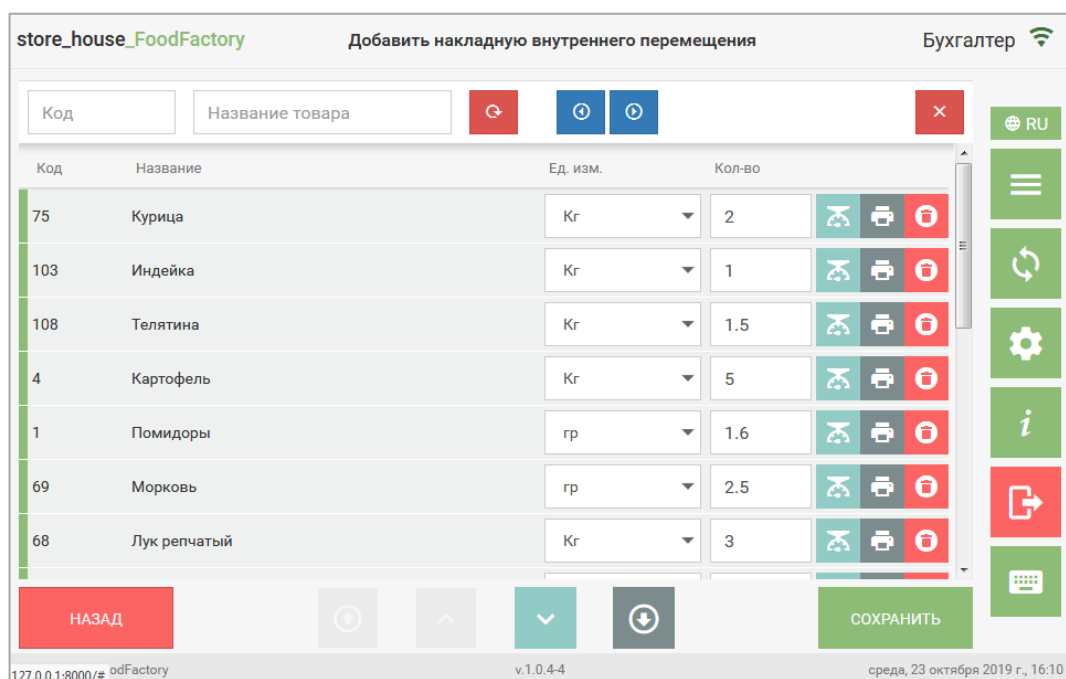 store_house_FoodFactory Добавить накладную внутреннего перемещения Бухгалтер
Код Название товара
RU
Код Название Ед. изм. Кол-во
75 Курица Кг 2
103 Индейка Кг 1
108 Телятина Кг 1.5
4 Картофель Кг 5
1 Помидоры гр 1.6
69 Морковь гр 2.5
68 Лук репчатый Кг 3
НАЗАД СОХРАНИТЬ
127.0.0.1:8000/# odFactory v.1.0.4-4 среда, 23 октября 2019 г., 16:10